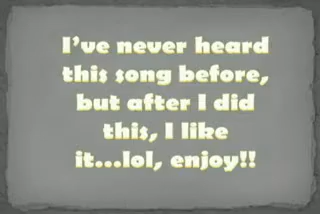 I've never heard
this song before,
but after I did
this, I like
it...lol, enjoy!!